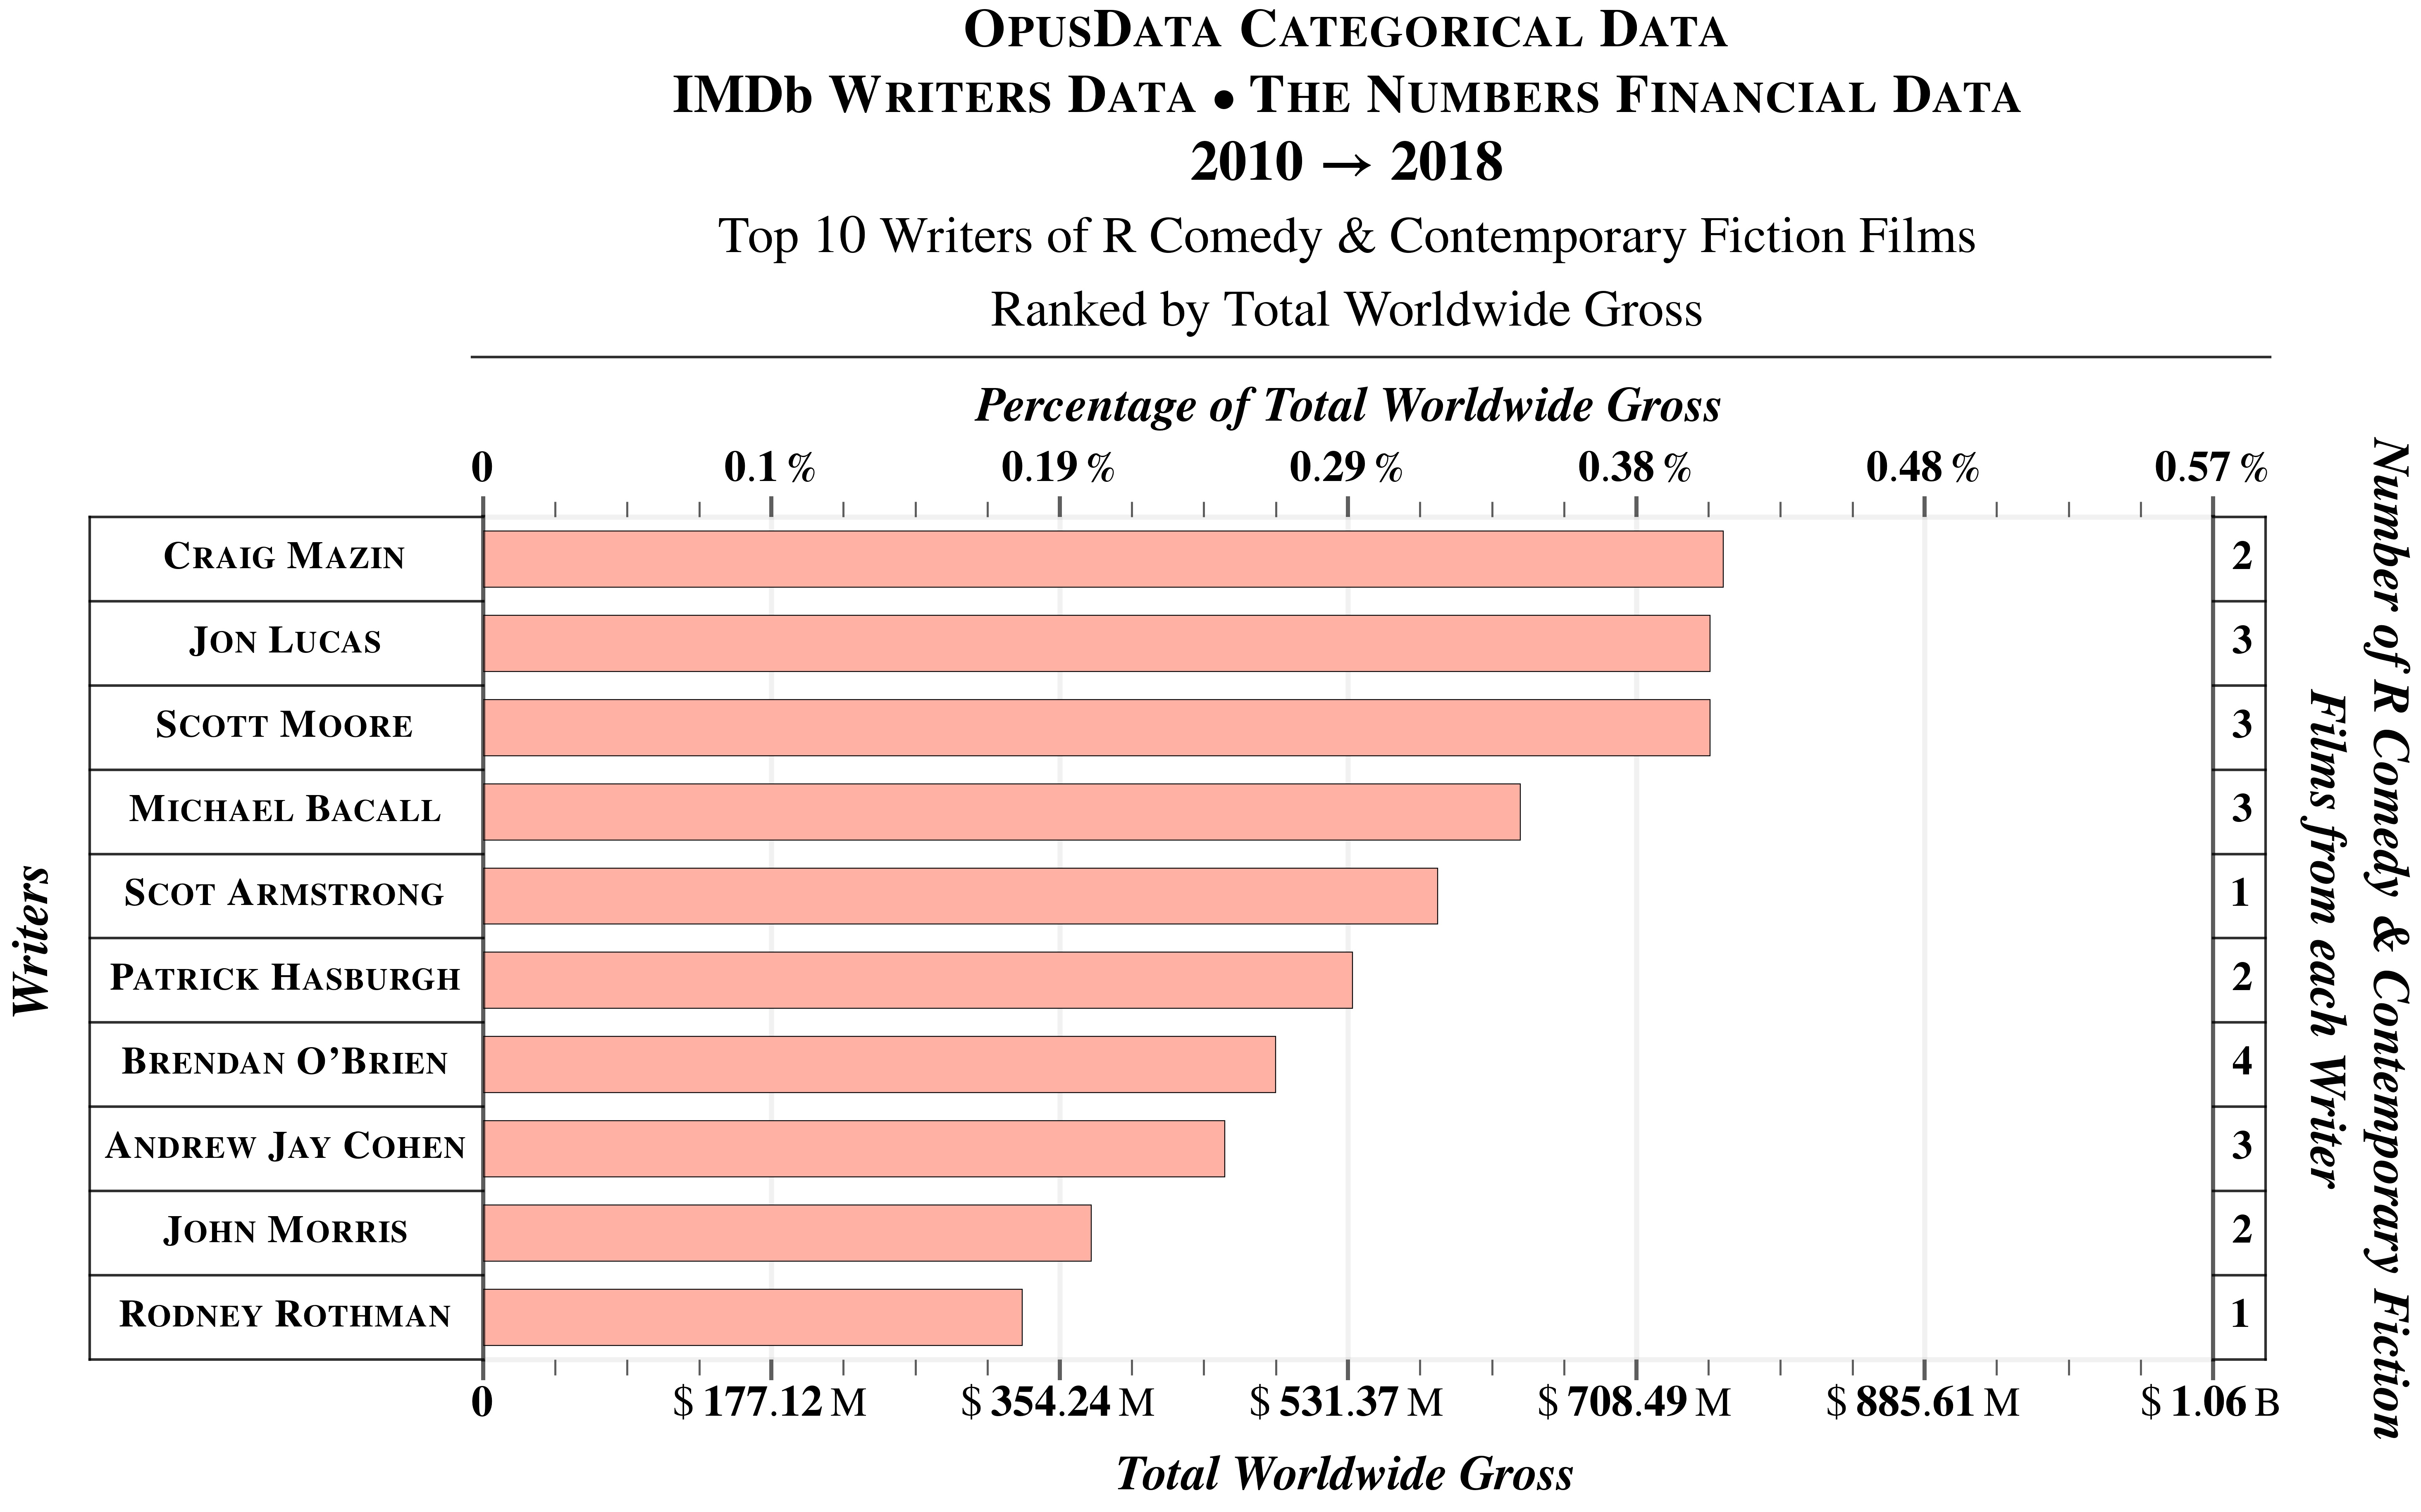 OpusData Categorical Data
IMDb Writers Data • The Numbers Financial Data
2010 → 2018
Top 10 Writers of R Comedy & Contemporary Fiction Films
Ranked by Total Worldwide Gross
Percentage of Total Worldwide Gross
0 0.1 % 0.19 % 0.29 % 0.38 % 0.48 % 0.57 %
Writers
Craig Mazin 2
Jon Lucas 3
Scott Moore 3
Michael Bacall 3
Scot Armstrong 1
Patrick Hasburgh 2
Brendan O’Brien 4
Andrew Jay Cohen 3
John Morris 2
Rodney Rothman 1
Number of R Comedy & Contemporary Fiction
Films from each Writer
0 $ 177.12 M $ 354.24 M $ 531.37 M $ 708.49 M $ 885.61 M $ 1.06 B
Total Worldwide Gross